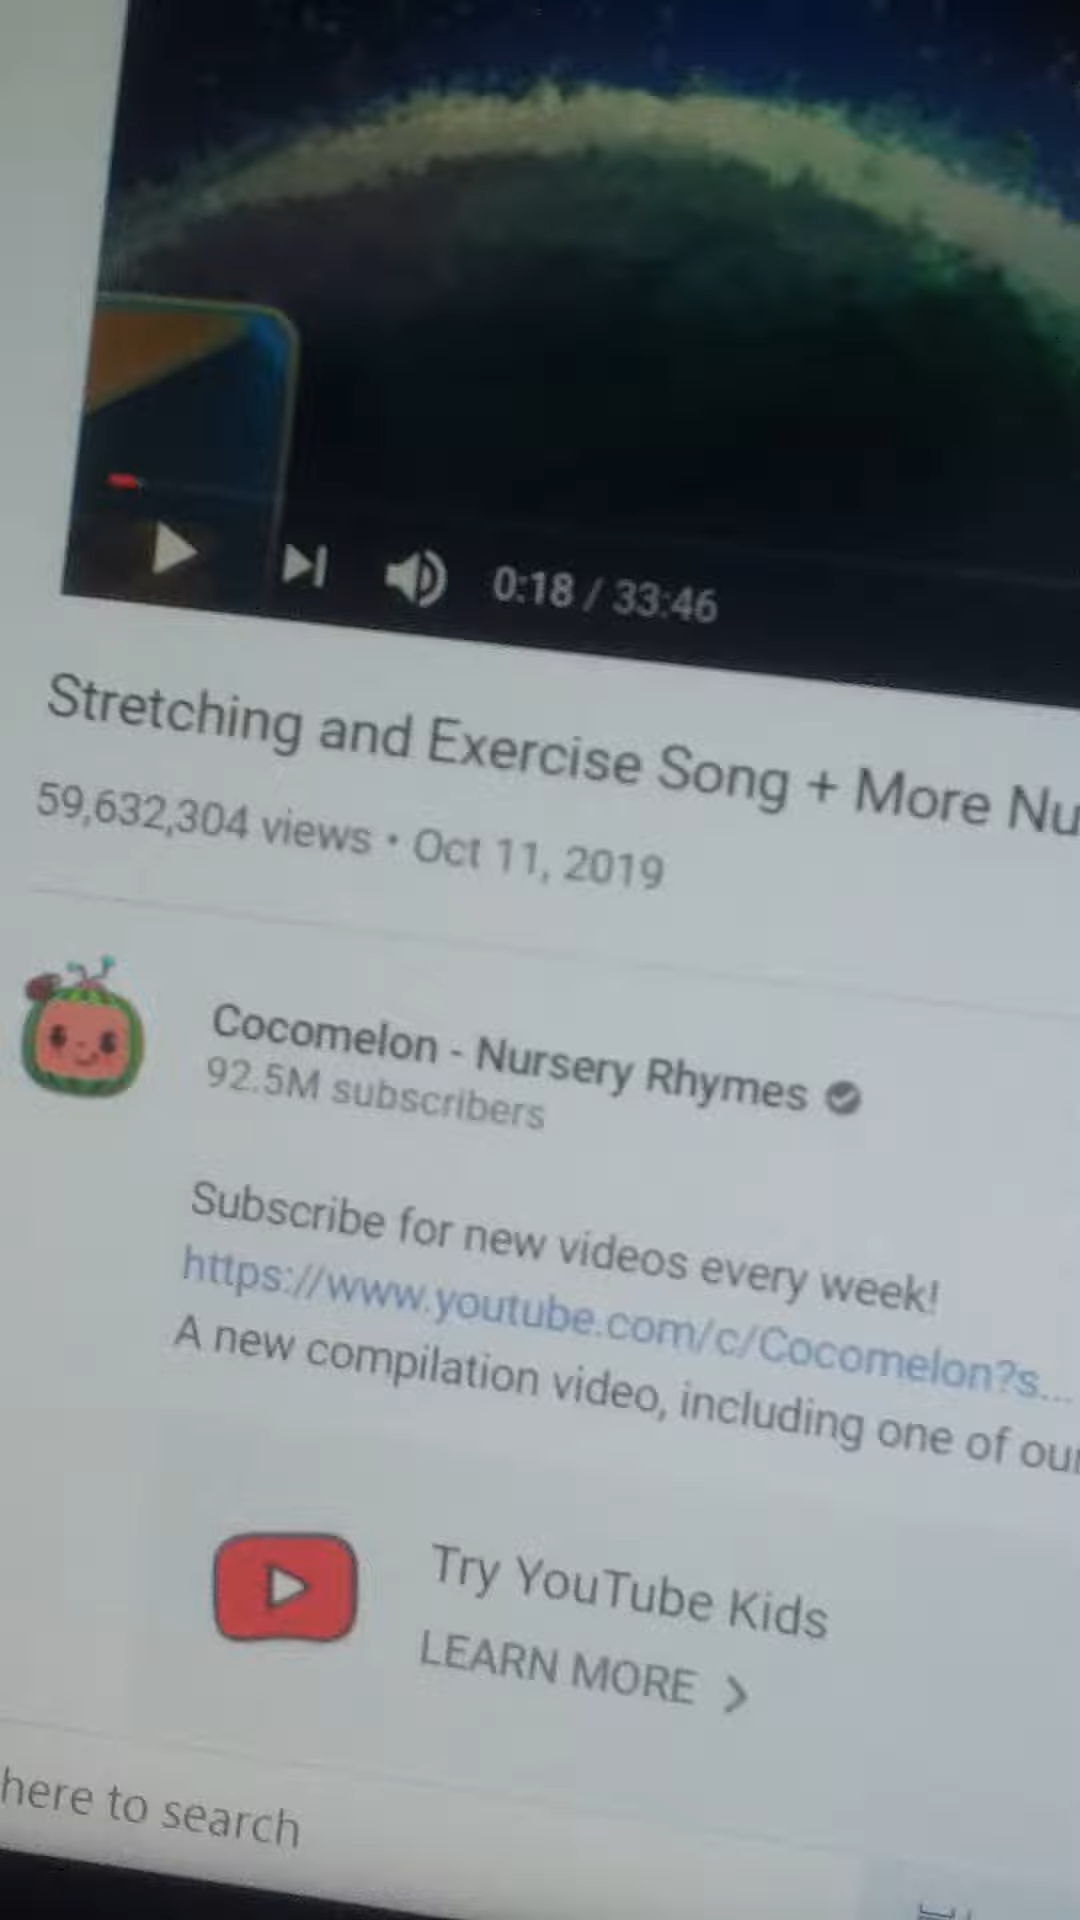 0:18 / 33:46
Stretching and Exercise Song + More Nu
59,632,304 views • Oct 11, 2019
Cocomelon - Nursery Rhymes
92.5M subscribers
Subscribe for new videos every week!
https://www.youtube.com/c/Cocomelon?s...
A new compilation video, including one of our
Try YouTube Kids
LEARN MORE
here to search